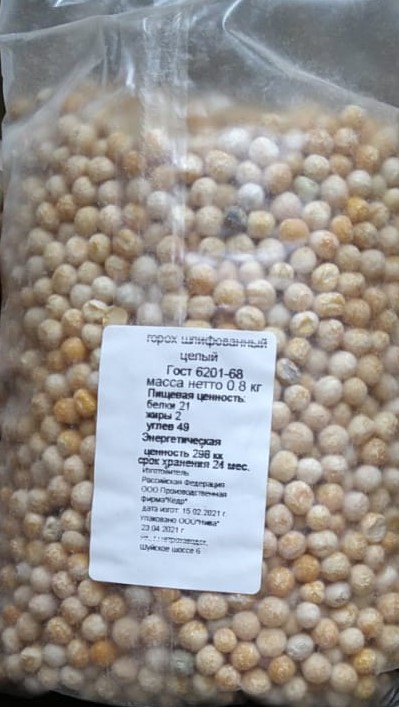 горох шлифованный
целый
Гост 6201-68
масса нетто 0.8 кг
Пищевая ценность:
белки 21
жиры 2
углев 49
Энергетическая
ценность 298 кк
срок хранения 24 мес.
Изготовитель
Российская Федерация
ООО Производственная
фирма"Кедр"
дата изгот. 15.02.2021 г
упаковано ООО"Нива"
23.04.2021 г
Шуйское шоссе 6